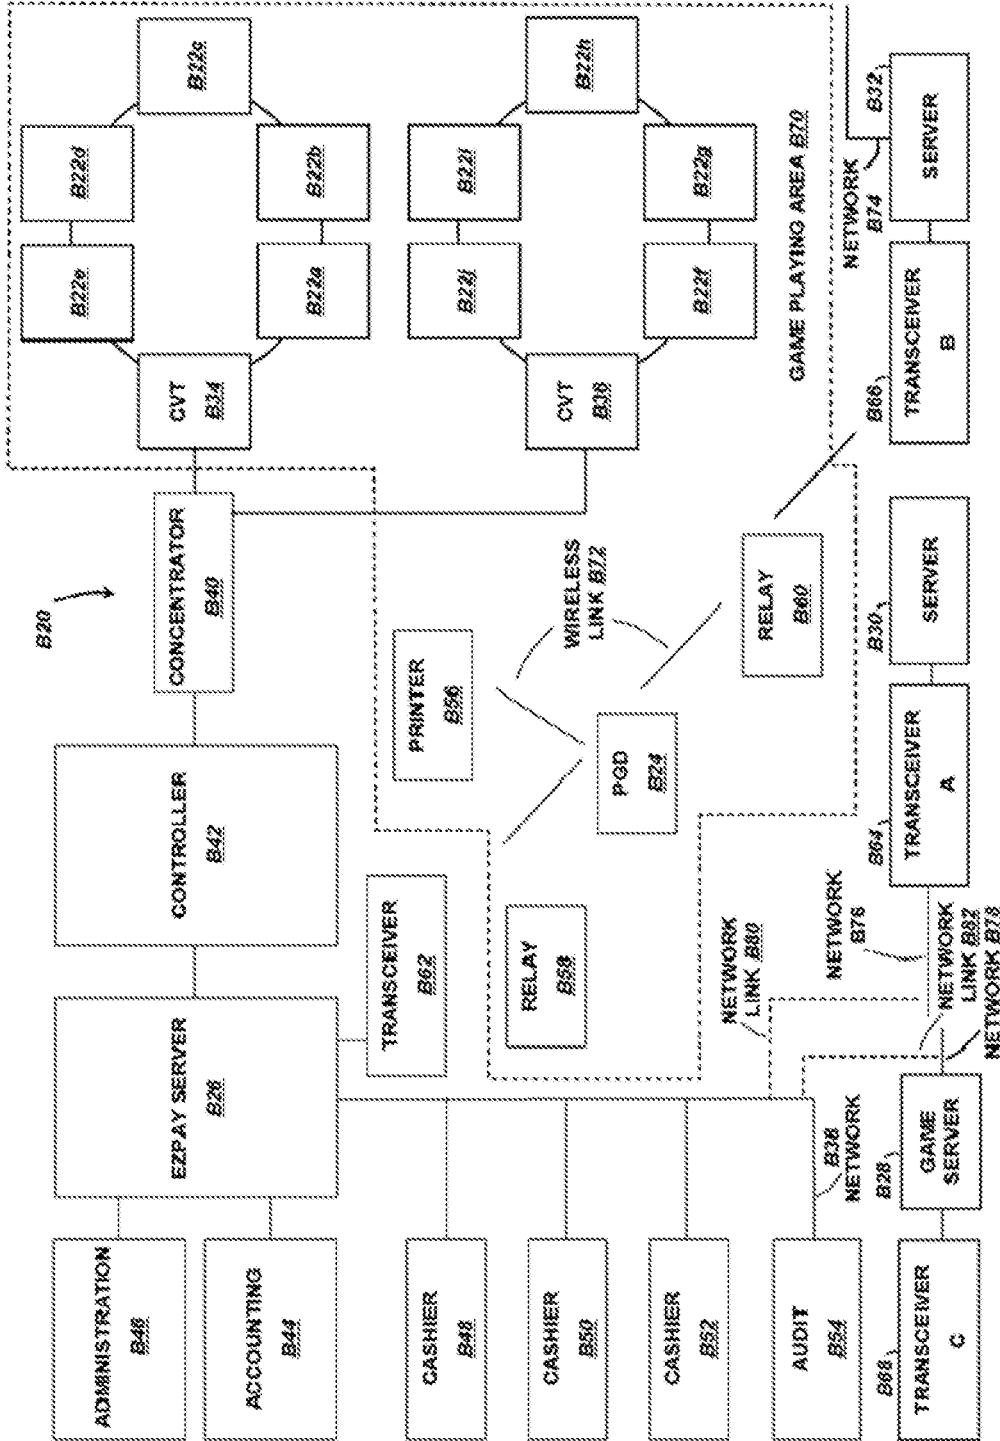 B20
ADMINISTRATION
B46
EZPAY SERVER
B26
CONTROLLER
B42
CONCENTRATOR
B40
CVT
B34
B22e
B22d
B22c
B22a
B22b
ACCOUNTING
B44
CASHIER
B48
TRANSCEIVER
B62
PRINTER
B56
CVT
B36
B22j
B22i
B22h
B22f
B22g
CASHIER
B50
RELAY
B58
WIRELESS
LINK B72
PGD
B24
CASHIER
B52
NETWORK
LINK B80
RELAY
B60
GAME PLAYING AREA B70
AUDIT
B54
B38
NETWORK
NETWORK
B76
NETWORK
B74
B68
TRANSCEIVER
C
B28
GAME
SERVER
B64
TRANSCEIVER
A
B30
SERVER
B66
TRANSCEIVER
B
B32
SERVER
NETWORK
LINK B82
NETWORK B78